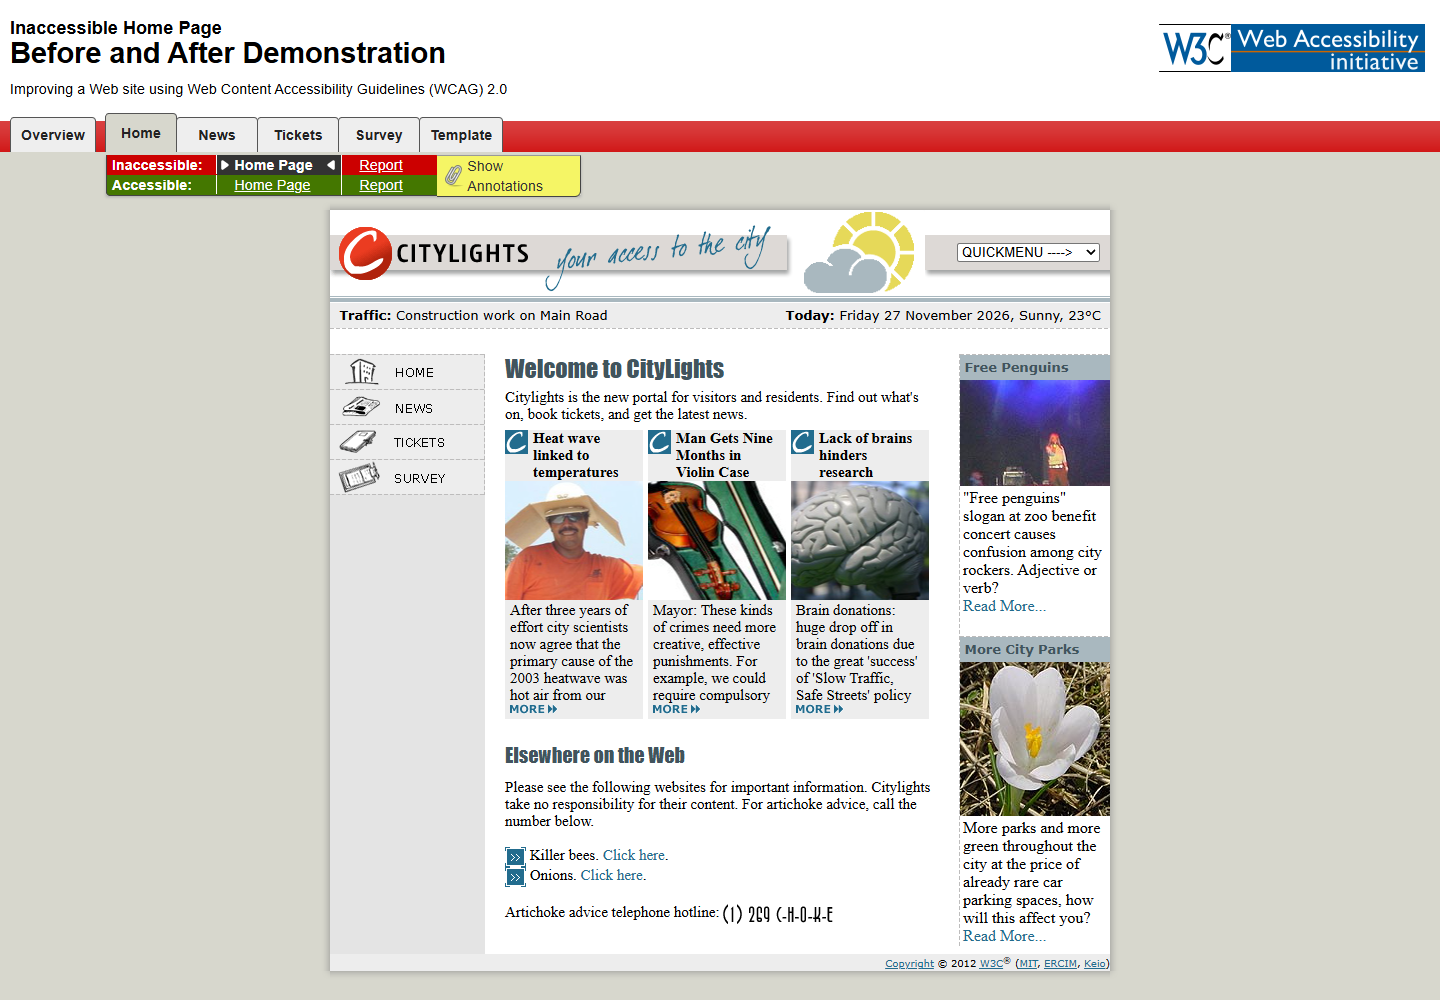 Inaccessible Home Page
Before and After Demonstration
Improving a Web site using Web Content Accessibility Guidelines (WCAG) 2.0
W3C® Web Accessibility initiative
Overview
Home
News
Tickets
Survey
Template
Inaccessible: Home Page Report
Accessible: Home Page Report
Show
Annotations
CITYLIGHTS
your access to the city
QUICKMENU ---->
Traffic: Construction work on Main Road
Today: Friday 27 November 2026, Sunny, 23°C
HOME
NEWS
TICKETS
SURVEY
Welcome to CityLights
Citylights is the new portal for visitors and residents. Find out what's
on, book tickets, and get the latest news.
Heat wave
linked to
temperatures
After three years of
effort city scientists
now agree that the
primary cause of the
2003 heatwave was
hot air from our
MORE
Man Gets Nine
Months in
Violin Case
Mayor: These kinds
of crimes need more
creative, effective
punishments. For
example, we could
require compulsory
MORE
Lack of brains
hinders
research
Brain donations:
huge drop off in
brain donations due
to the great 'success'
of 'Slow Traffic,
Safe Streets' policy
MORE
Elsewhere on the Web
Please see the following websites for important information. Citylights
take no responsibility for their content. For artichoke advice, call the
number below.
Killer bees. Click here.
Onions. Click here.
Artichoke advice telephone hotline: (1) 269 C-H-O-K-E
Free Penguins
"Free penguins"
slogan at zoo benefit
concert causes
confusion among city
rockers. Adjective or
verb?
Read More...
More City Parks
More parks and more
green throughout the
city at the price of
already rare car
parking spaces, how
will this affect you?
Read More...
Copyright © 2012 W3C® (MIT, ERCIM, Keio)